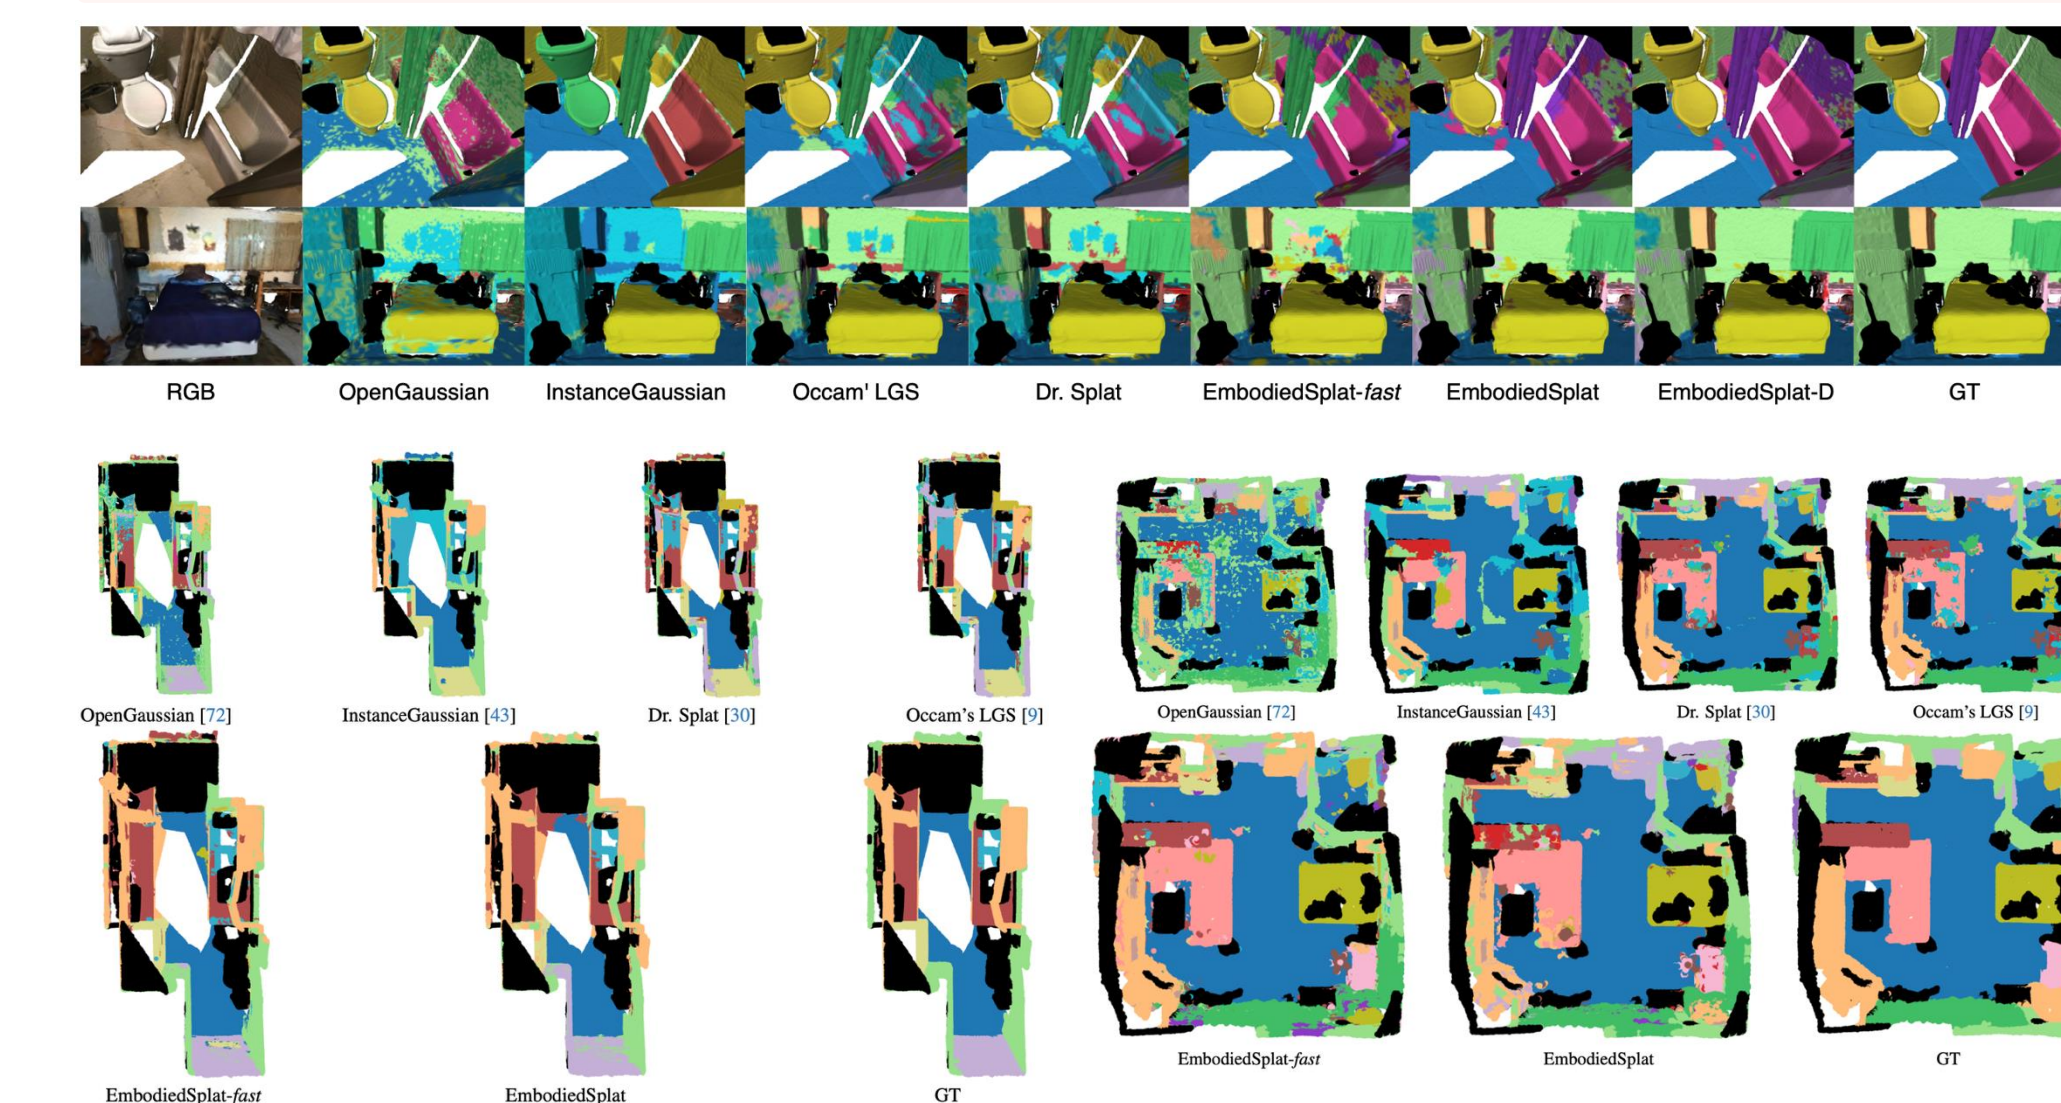 RGB
OpenGaussian
InstanceGaussian
Occam' LGS
Dr. Splat
EmbodiedSplat-fast
EmbodiedSplat
EmbodiedSplat-D
GT
OpenGaussian [72]
InstanceGaussian [43]
Dr. Splat [30]
Occam's LGS [9]
OpenGaussian [72]
InstanceGaussian [43]
Dr. Splat [30]
Occam's LGS [9]
EmbodiedSplat-fast
EmbodiedSplat
GT
EmbodiedSplat-fast
EmbodiedSplat
GT